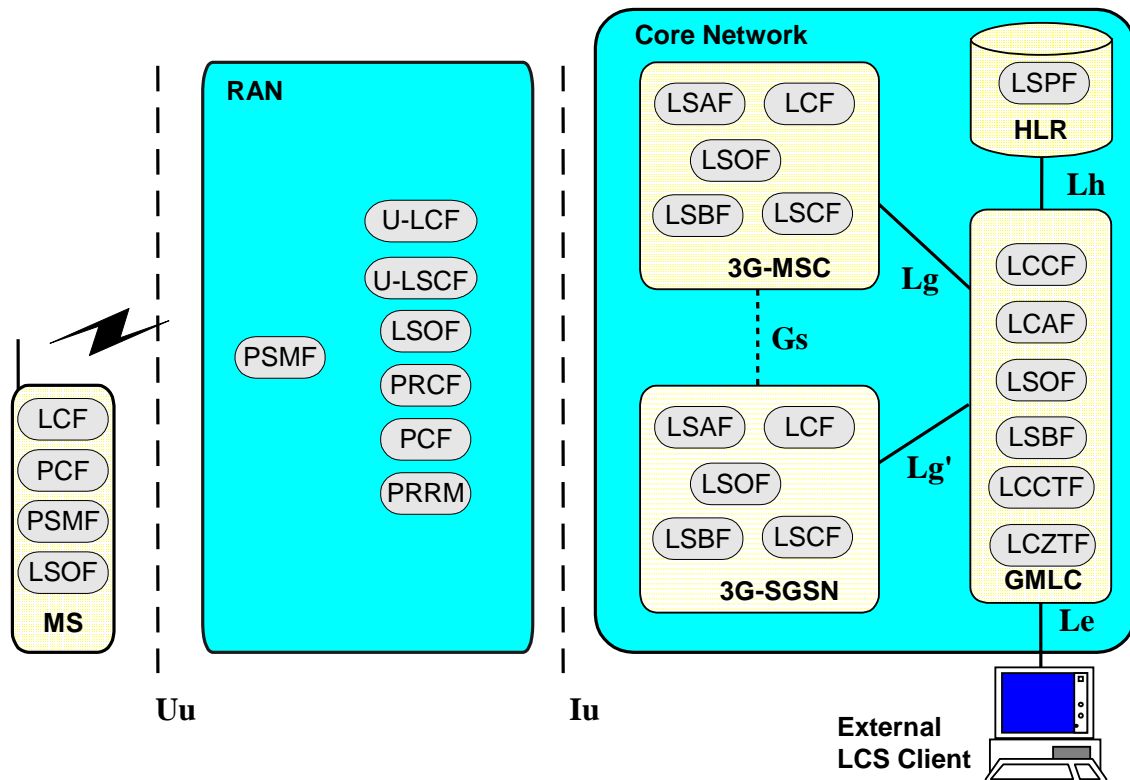 Core Network
RAN
LSAF
LCF
LSOF
LSBF
LSCF
3G-MSC
LSPF
HLR
Lh
Lg
Gs
U-LCF
U-LSCF
LSOF
PRCF
PCF
PRRM
PSMF
LCF
PCF
PSMF
LSOF
MS
LSAF
LCF
LSOF
LSBF
LSCF
3G-SGSN
Lg'
LCCF
LCAF
LSOF
LSBF
LCCTF
LCZTF
GMLC
Le
Uu
Iu
External
LCS Client